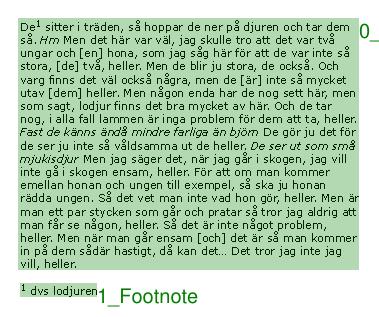 De¹ sitter i träden, så hoppar de ner på djuren och tar dem
så. Hm Men det här var väl, jag skulle tro att det var två
ungar och [en] hona, som jag såg här för att de var inte så
stora, [de] två, heller. Men de blir ju stora, de också. Och
varg finns det väl också några, men de [är] inte så mycket
utav [dem] heller. Men någon enda har de nog sett här, men
som sagt, lodjur finns det bra mycket av här. Och de tar
nog, i alla fall lammen är inga problem för dem att ta, heller.
Fast de känns ändå mindre farliga än björn De gör ju det för
de ser ju inte så våldsamma ut de heller. De ser ut som små
mjukisdjur Men jag säger det, när jag går i skogen, jag vill
inte gå i skogen ensam, heller. För att om man kommer
emellan honan och ungen till exempel, så ska ju honan
rädda ungen. Så det vet man inte vad hon gör, heller. Men är
man ett par stycken som går och pratar så tror jag aldrig att
man får se någon, heller. Så det är inte något problem,
heller. Men när man går ensam [och] det är så man kommer
in på dem sådär hastigt, då kan det... Det tror jag inte jag
vill, heller.
0_
¹ dvs lodjuren
1_Footnote